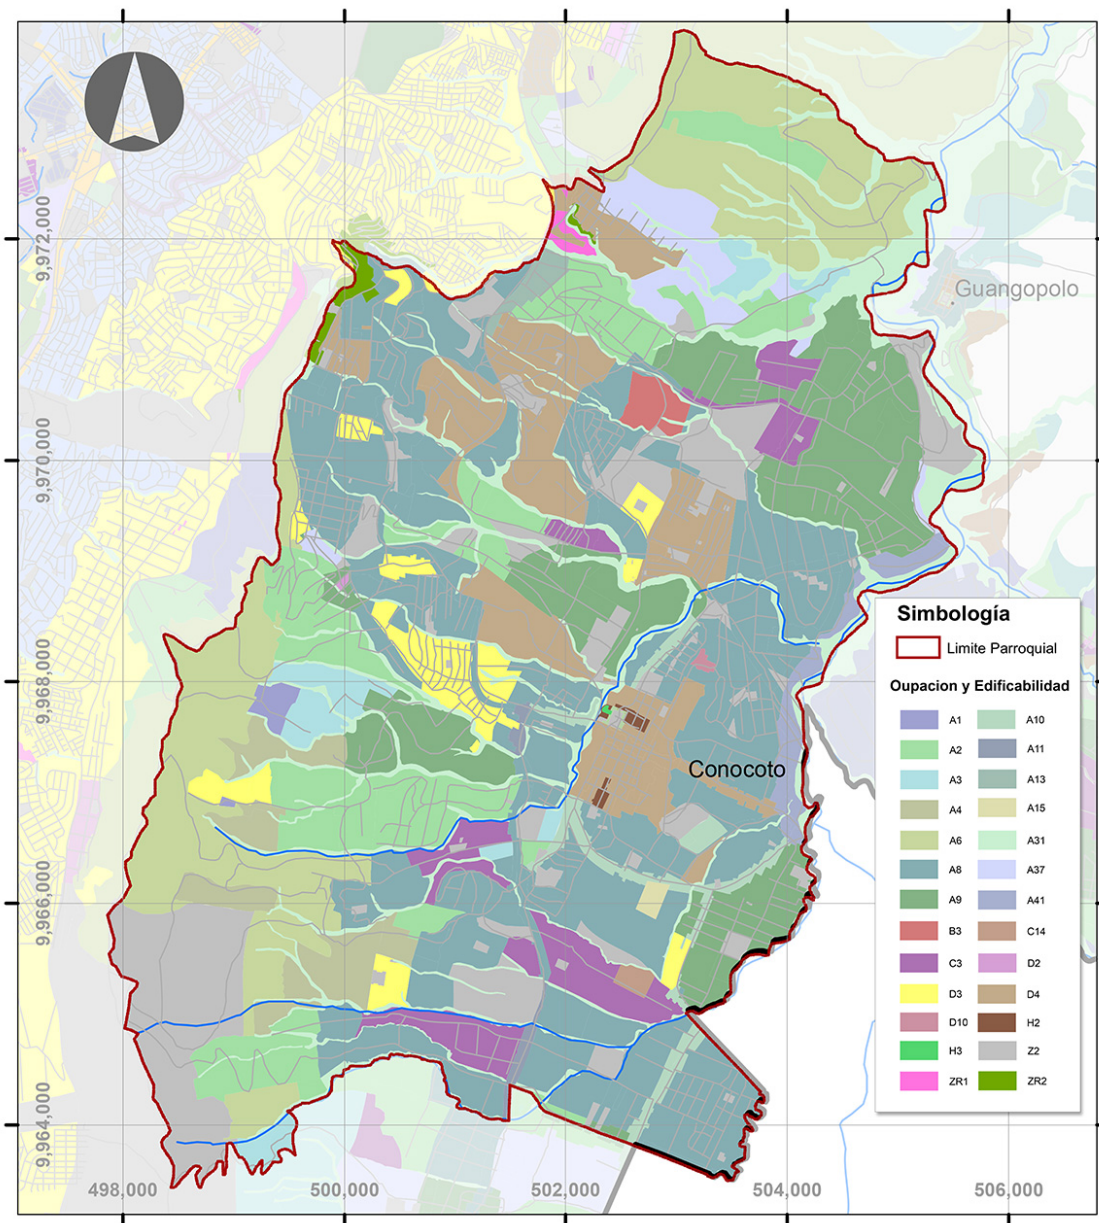 9,972,000
Guangopolo
9,970,000
Simbología
Limite Parroquial
Oupacion y Edificabilidad
9,968,000
A1 A10
A2 A11
Conocoto
A3 A13
A4 A15
A6 A31
A8 A37
9,966,000
A9 A41
B3 C14
C3 D2
D3 D4
D10 H2
H3 Z2
ZR1 ZR2
9,964,000
498,000 500,000 502,000 504,000 506,000